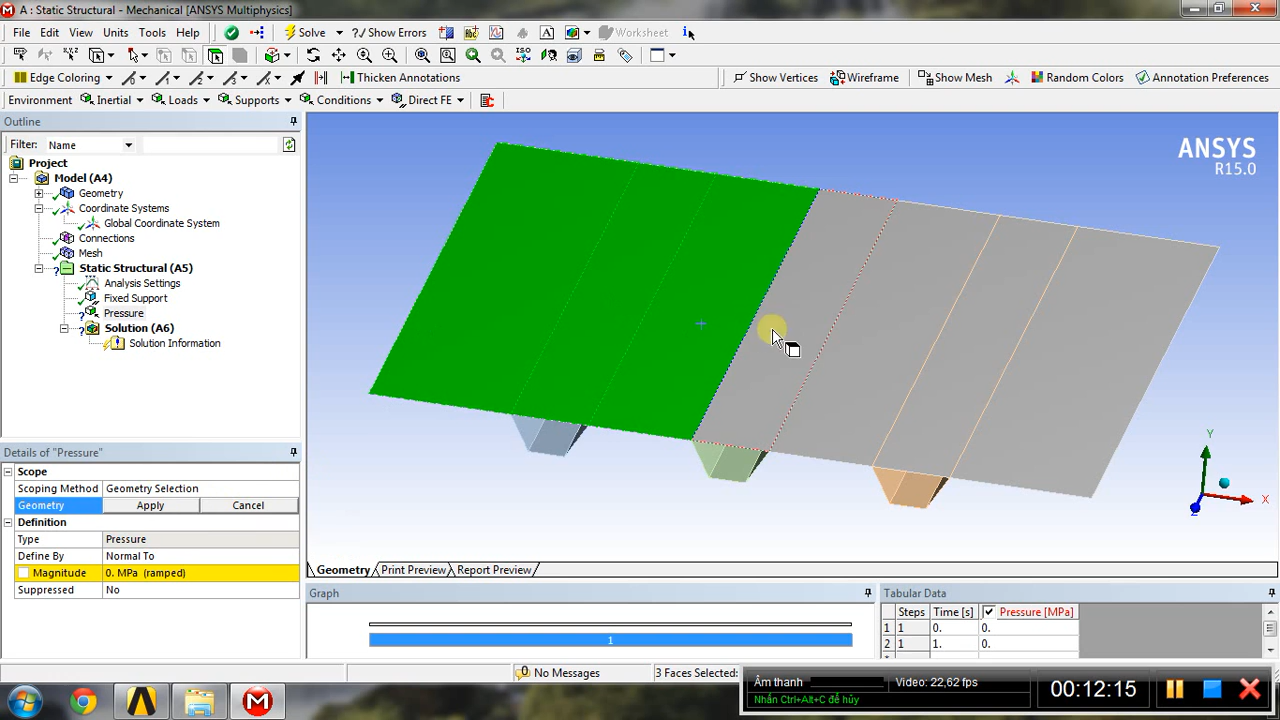 A : Static Structural - Mechanical [ANSYS Multiphysics]
File Edit View Units Tools Help Solve ?/ Show Errors A Worksheet i
Edge Coloring Thicken Annotations Show Vertices Wireframe Show Mesh Random Colors Annotation Preferences
Environment Inertial Loads Supports Conditions Direct FE
Outline
Filter: Name
Project
Model (A4)
Geometry
Coordinate Systems
Global Coordinate System
Connections
Mesh
Static Structural (A5)
Analysis Settings
Fixed Support
Pressure
Solution (A6)
Solution Information
ANSYS
R15.0
Y
X
Z
Details of "Pressure"
Scope
Scoping Method Geometry Selection
Geometry Apply Cancel
Definition
Type Pressure
Define By Normal To
Magnitude 0. MPa (ramped)
Suppressed No
Geometry Print Preview Report Preview
Graph
1
Tabular Data
Steps Time [s] Pressure [MPa]
1 1 0. 0.
2 1 1. 0.
0 No Messages 3 Faces Selected:
Âm thanh Video: 22,62 fps
Nhấn Ctrl+Alt+C để hủy
00:12:15